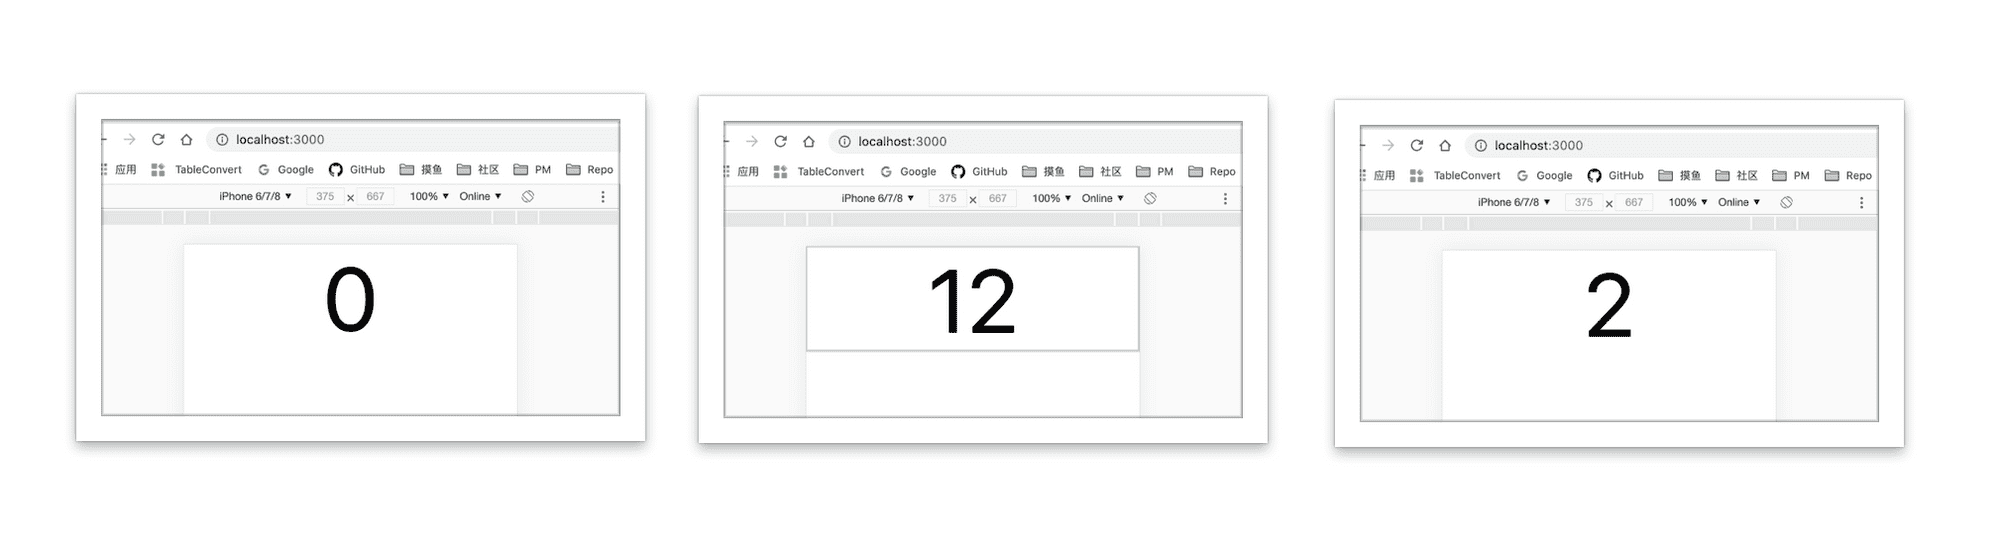 localhost:3000
应用 TableConvert Google GitHub 摸鱼 社区 PM Repo
iPhone 6/7/8 ▼ 375 × 667 100% ▼ Online ▼
0
localhost:3000
应用 TableConvert Google GitHub 摸鱼 社区 PM Repo
iPhone 6/7/8 ▼ 375 × 667 100% ▼ Online ▼
12
localhost:3000
应用 TableConvert Google GitHub 摸鱼 社区 PM Repo
iPhone 6/7/8 ▼ 375 × 667 100% ▼ Online ▼
2